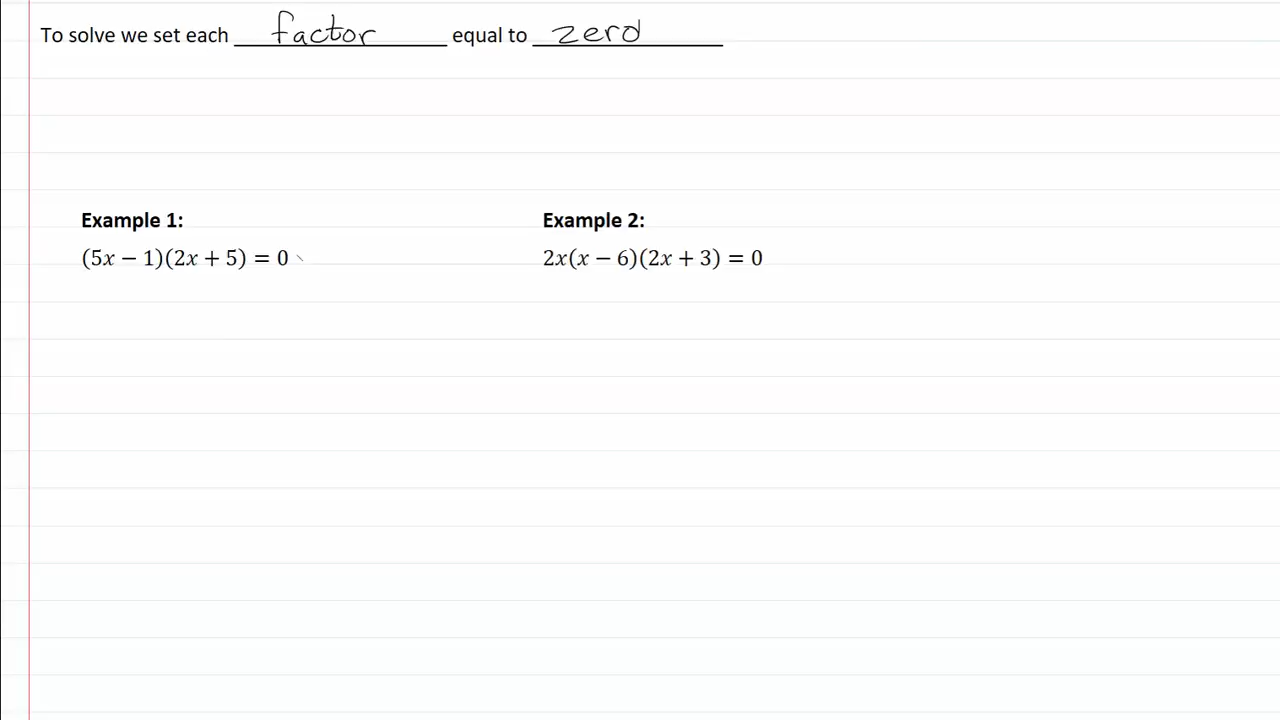 To solve we set each factor equal to zero
Example 1:
(5x − 1)(2x + 5) = 0
Example 2:
2x(x − 6)(2x + 3) = 0